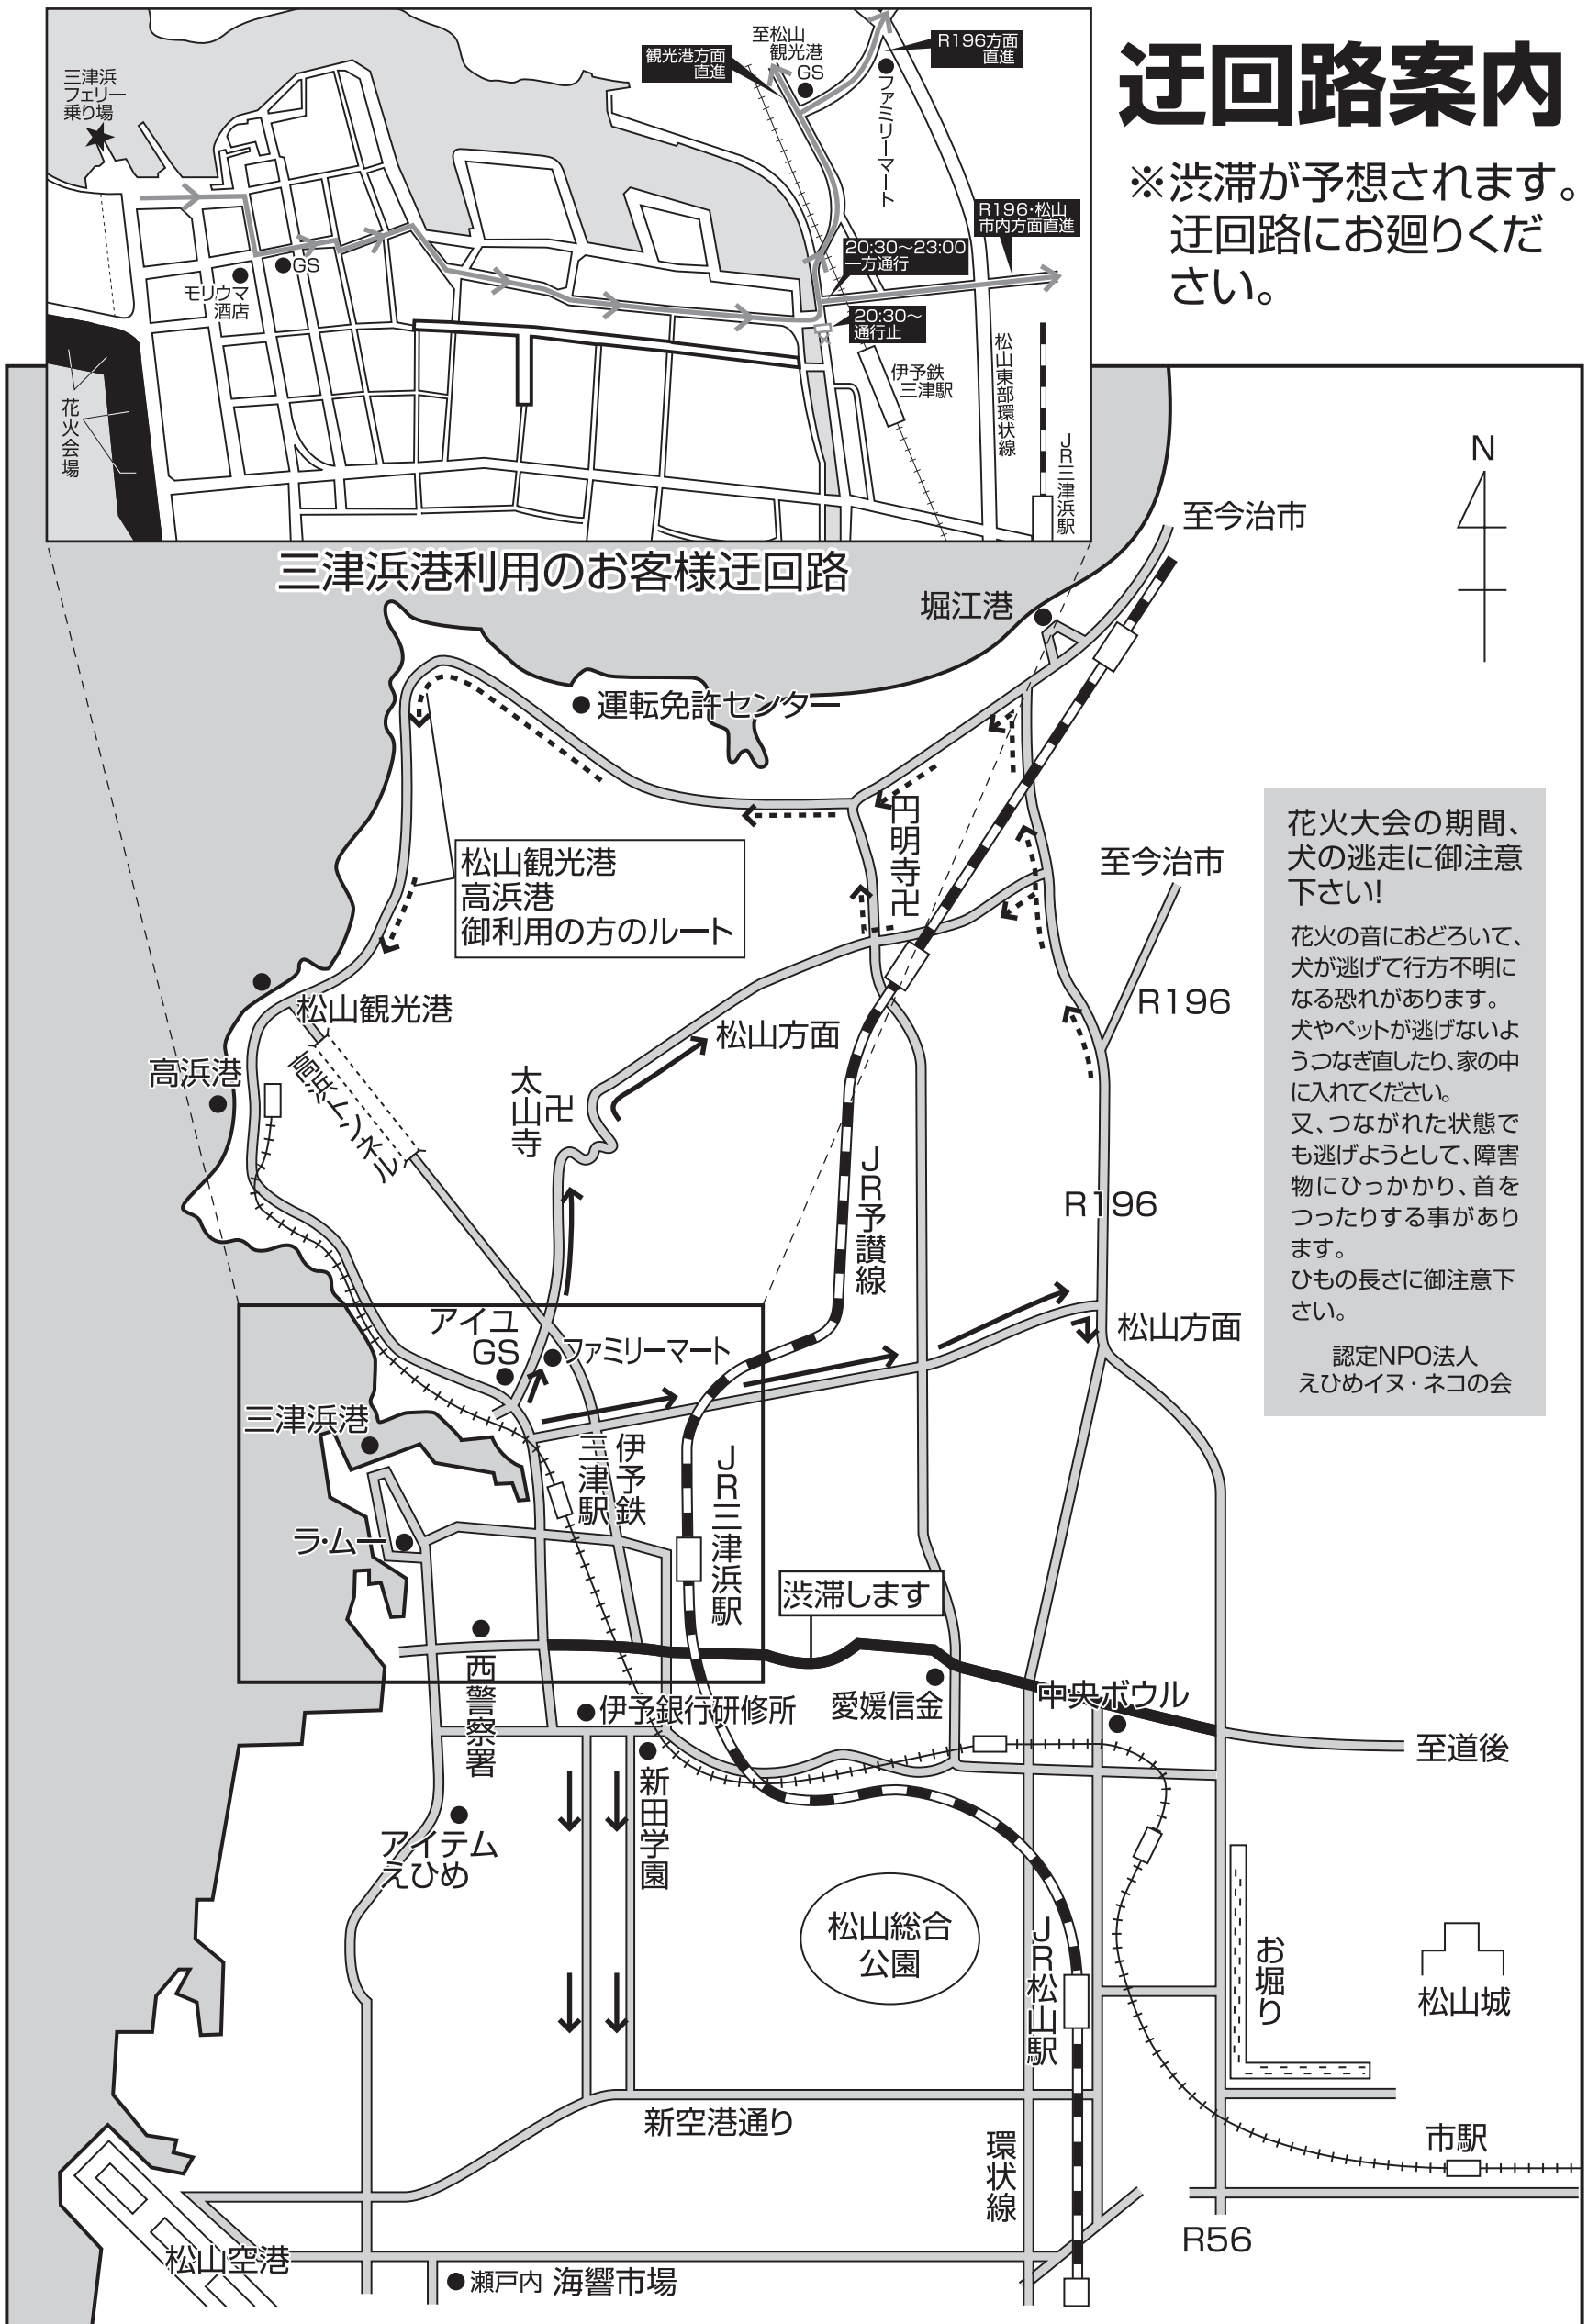 迂回路案内
※渋滞が予想されます。
迂回路にお廻りくだ
さい。
三津浜
フェリー
乗り場
観光港方面
直進
至松山
観光港
GS
R196方面
直進
ファミリーマート
R196・松山
市内方面直進
20:30〜23:00
一方通行
20:30〜
通行止
GS
モリウマ
酒店
花火会場
伊予鉄
三津駅
松山東部環状線
JR三津浜駅
三津浜港利用のお客様迂回路
N
至今治市
堀江港
運転免許センター
円明寺卍
松山観光港
高浜港
御利用の方のルート
至今治市
R196
花火大会の期間、
犬の逃走に御注意
下さい!
花火の音におどろいて、
犬が逃げて行方不明に
なる恐れがあります。
犬やペットが逃げないよ
うつなぎ直したり、家の中
に入れてください。
又、つながれた状態で
も逃げようとして、障害
物にひっかかり、首を
つったりする事があり
ます。
ひもの長さに御注意下
さい。
認定NPO法人
えひめイヌ・ネコの会
松山観光港
高浜港
高浜トンネル
太山寺
卍
松山方面
JR予讃線
R196
松山方面
アイユ
GS
ファミリーマート
三津浜港
伊予鉄
三津駅
JR三津浜駅
ラ・ムー
渋滞します
西警察署
伊予銀行研修所
愛媛信金
中央ボウル
至道後
新田学園
アイテム
えひめ
松山総合
公園
JR松山駅
お堀り
松山城
新空港通り
環状線
市駅
R56
松山空港
瀬戸内 海響市場